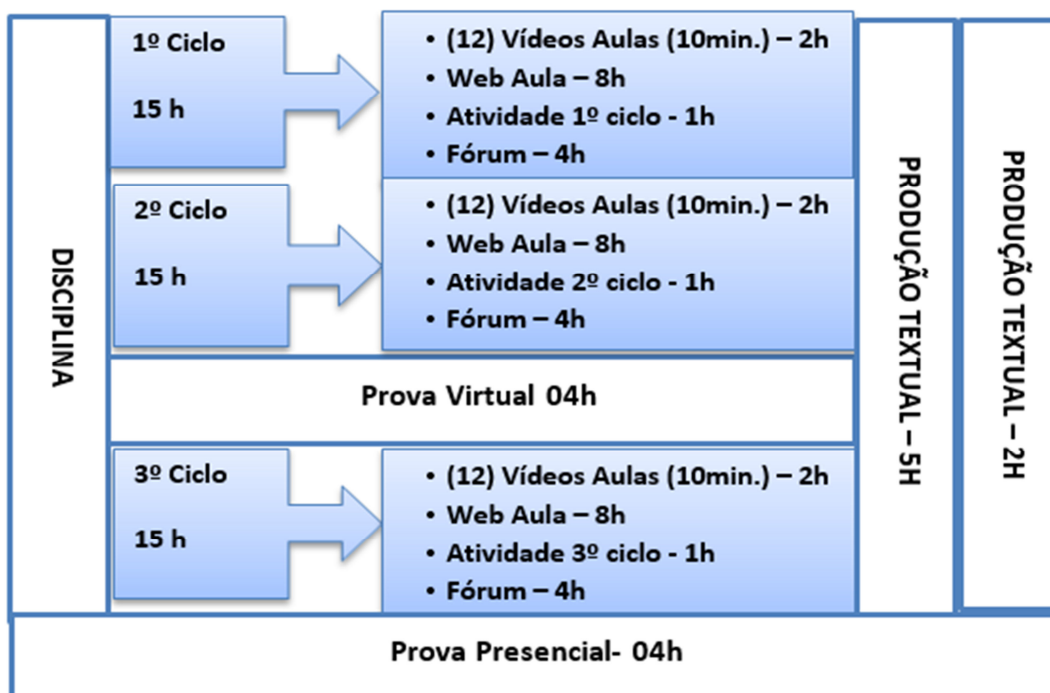 DISCIPLINA
1º Ciclo
15 h
• (12) Vídeos Aulas (10min.) – 2h
• Web Aula – 8h
• Atividade 1º ciclo - 1h
• Fórum – 4h
2º Ciclo
15 h
• (12) Vídeos Aulas (10min.) – 2h
• Web Aula – 8h
• Atividade 2º ciclo - 1h
• Fórum – 4h
Prova Virtual 04h
3º Ciclo
15 h
• (12) Vídeos Aulas (10min.) – 2h
• Web Aula – 8h
• Atividade 3º ciclo - 1h
• Fórum – 4h
PRODUÇÃO TEXTUAL – 5H
PRODUÇÃO TEXTUAL – 2H
Prova Presencial- 04h